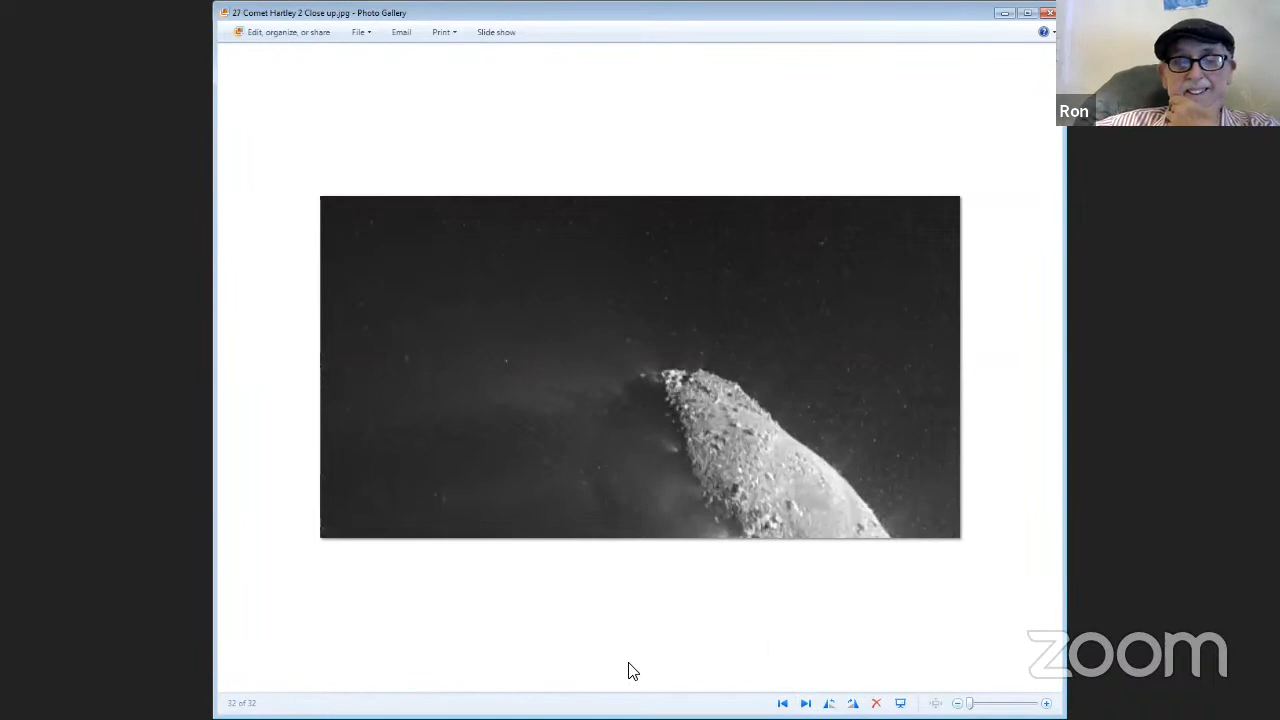 27 Comet Hartley 2 Close up.jpg - Photo Gallery
Edit, organize, or share File Email Print Slide show
Ron
zoom
32 of 32